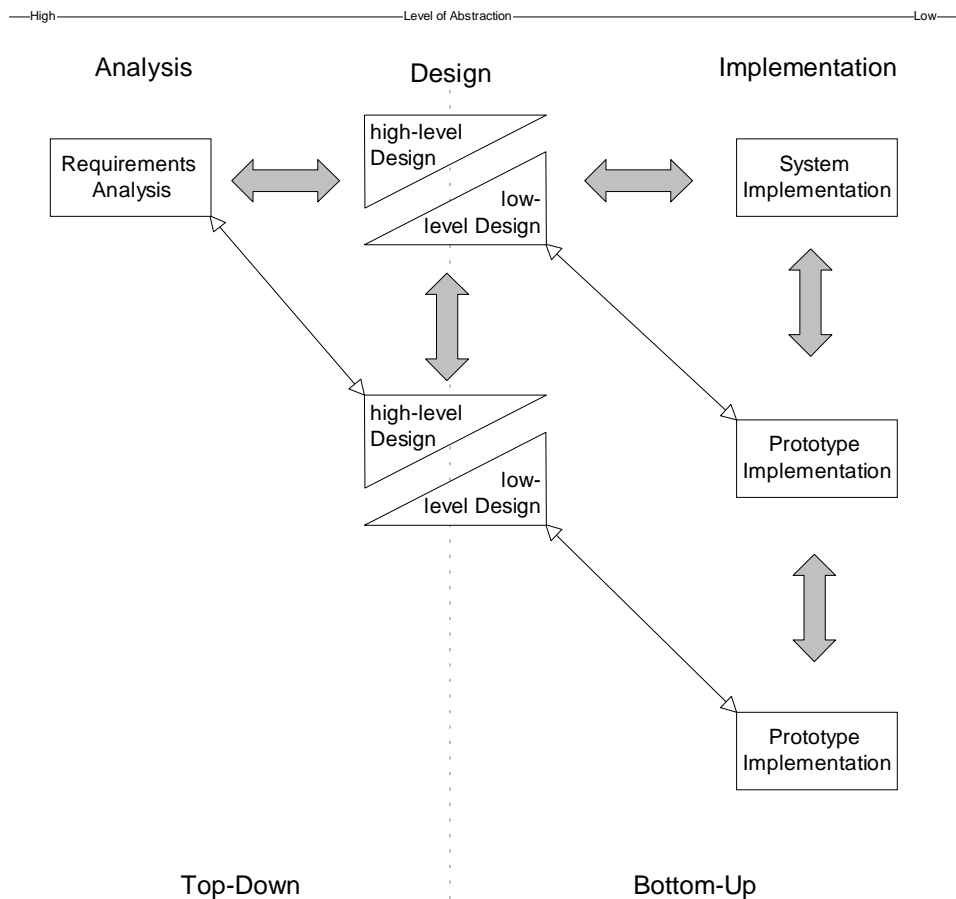 High Level of Abstraction Low
Analysis Design Implementation
high-level
Design
Requirements
Analysis
low-
level Design
System
Implementation
high-level
Design
low-
level Design
Prototype
Implementation
Prototype
Implementation
Top-Down Bottom-Up